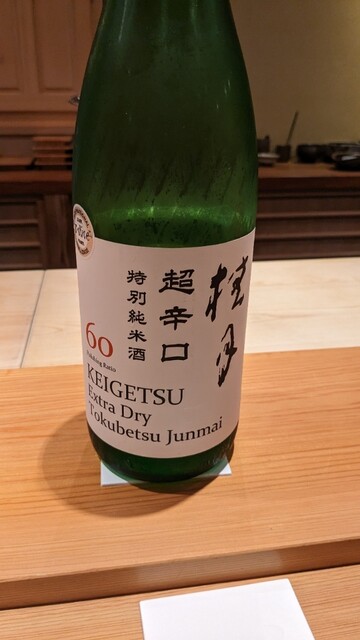 桂月
超辛口
特別純米酒
60
Polishing Ratio
KEIGETSU
Extra Dry
Tokubetsu Junmai